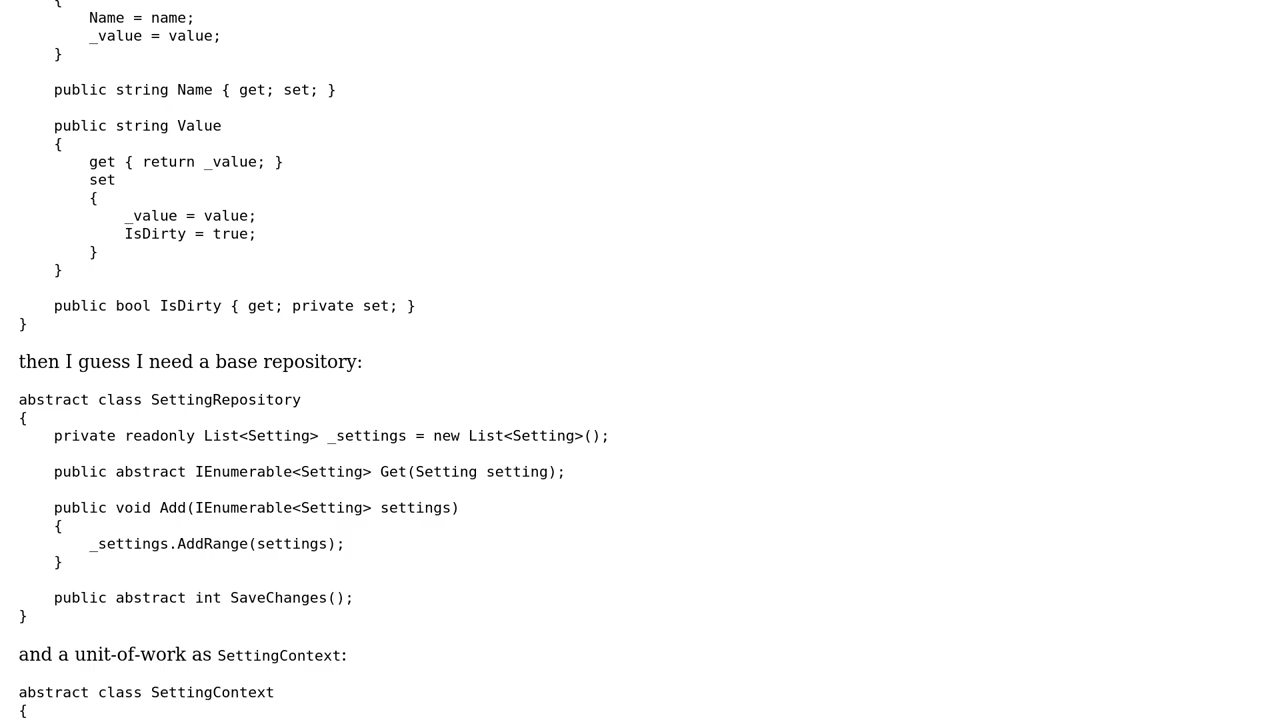 {
        Name = name;
        _value = value;
    }

    public string Name { get; set; }

    public string Value
    {
        get { return _value; }
        set
        {
            _value = value;
            IsDirty = true;
        }
    }

    public bool IsDirty { get; private set; }
}
then I guess I need a base repository:
abstract class SettingRepository
{
    private readonly List<Setting> _settings = new List<Setting>();

    public abstract IEnumerable<Setting> Get(Setting setting);

    public void Add(IEnumerable<Setting> settings)
    {
        _settings.AddRange(settings);
    }

    public abstract int SaveChanges();
}
and a unit-of-work as SettingContext:
abstract class SettingContext
{